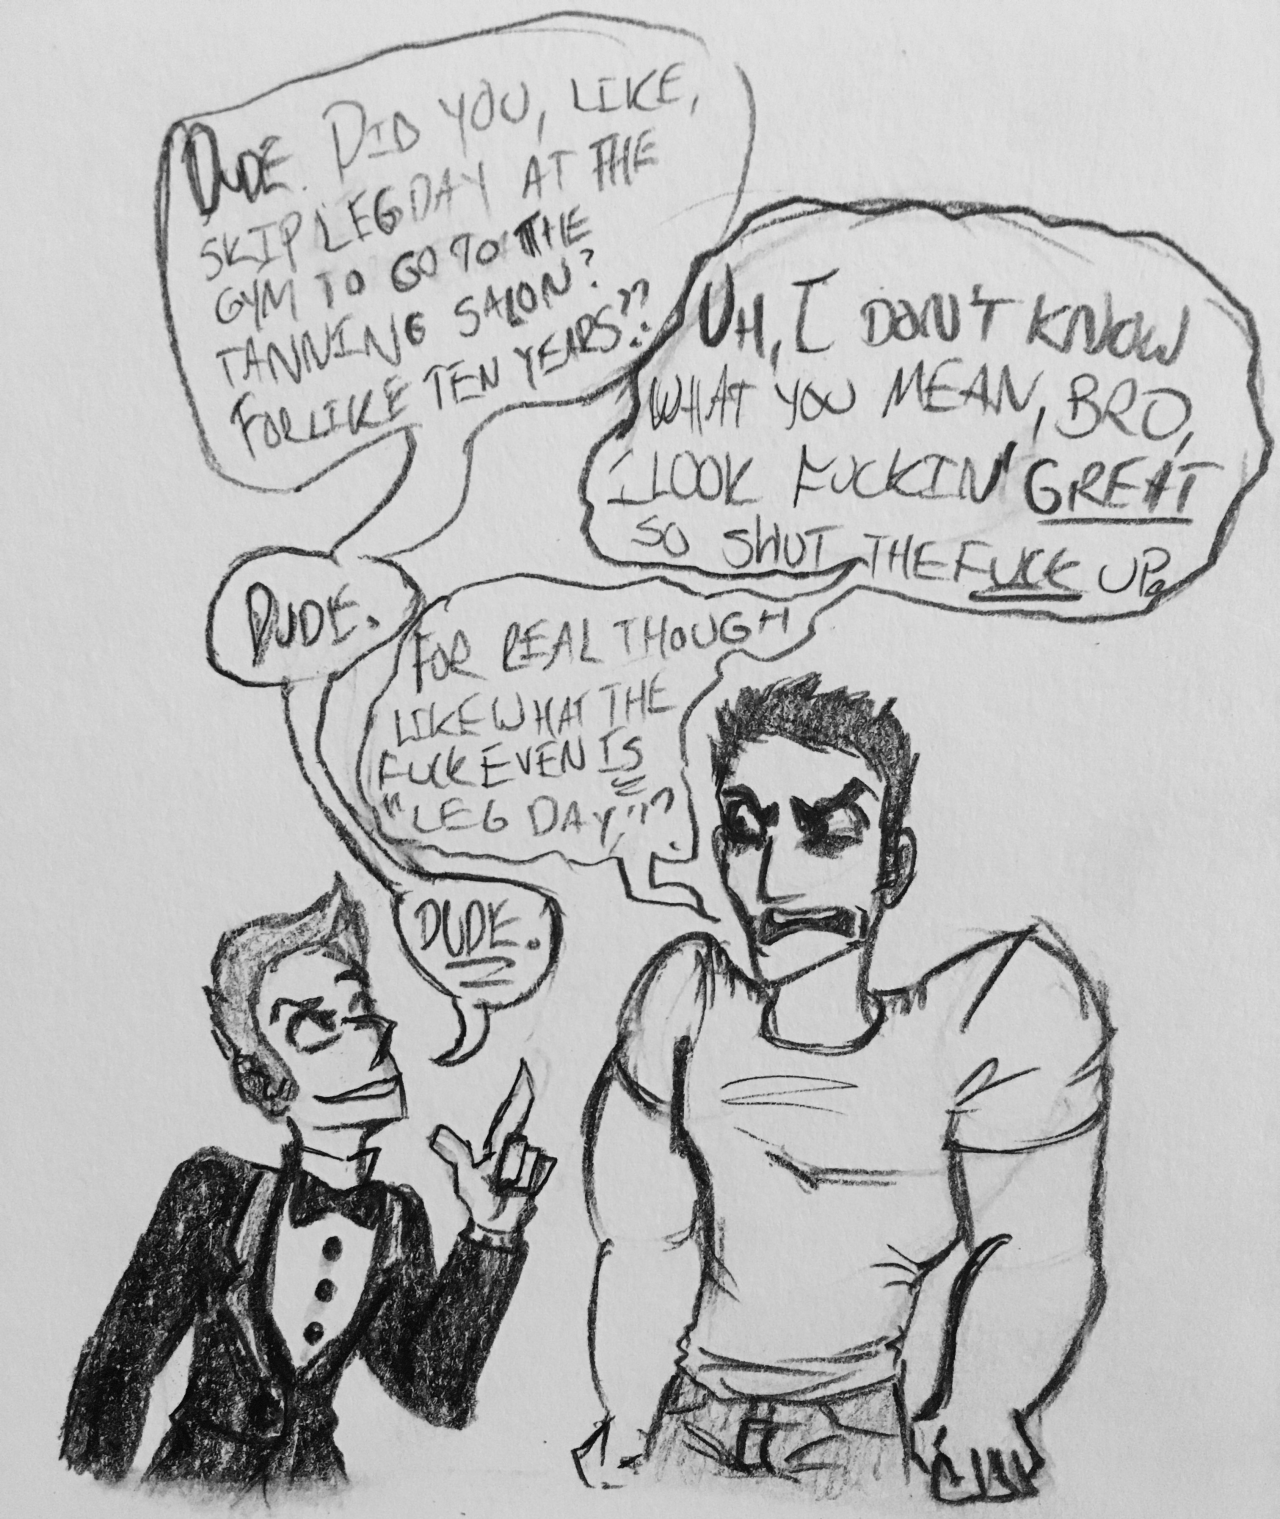 DUDE. DID YOU, LIKE,
SKIP LEG DAY AT THE
GYM TO GO TO THE
TANNING SALON?
FOR LIKE TEN YEARS??
UH, I DON'T KNOW
WHAT YOU MEAN, BRO,
I LOOK FUCKIN' GREAT
SO SHUT THE FUCK UP.
DUDE.
FOR REAL THOUGH
LIKE WHAT THE
FUCK EVEN IS
"LEG DAY,"?
DUDE.